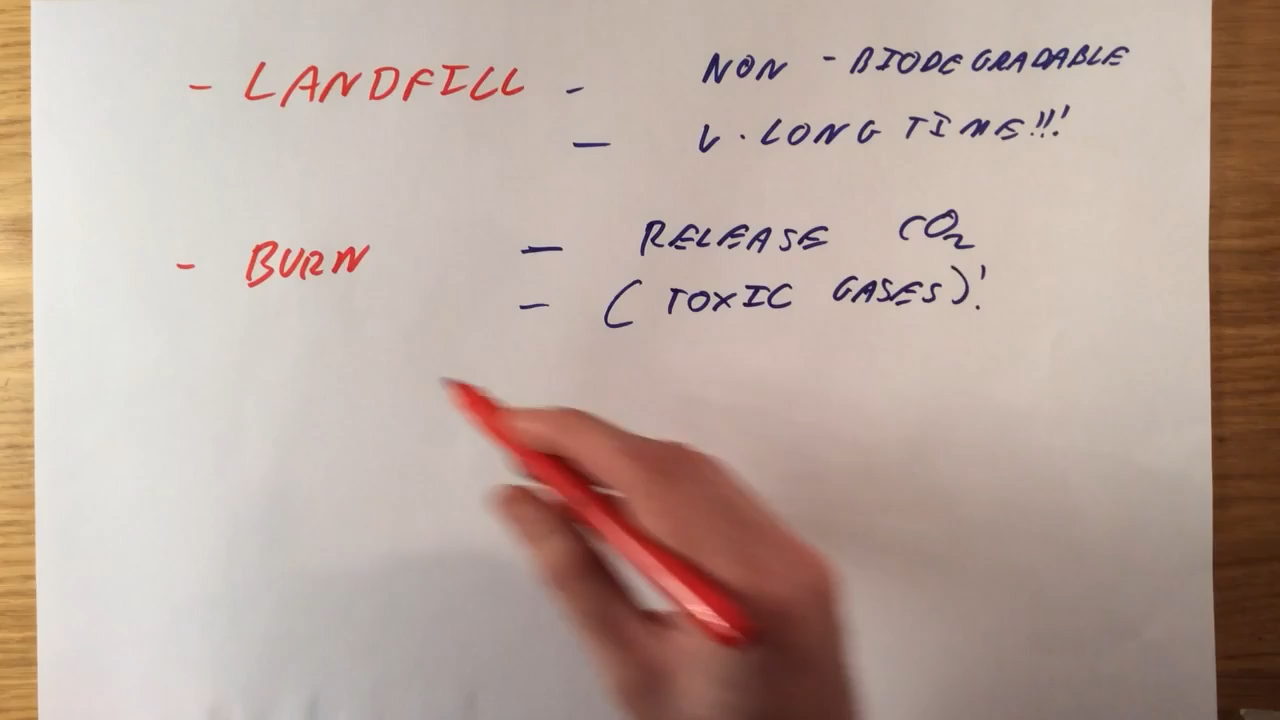 - LANDFILL - NON - BIODEGRADABLE
- V. LONG TIME!!!
- BURN - RELEASE CO₂
- (TOXIC GASES)!